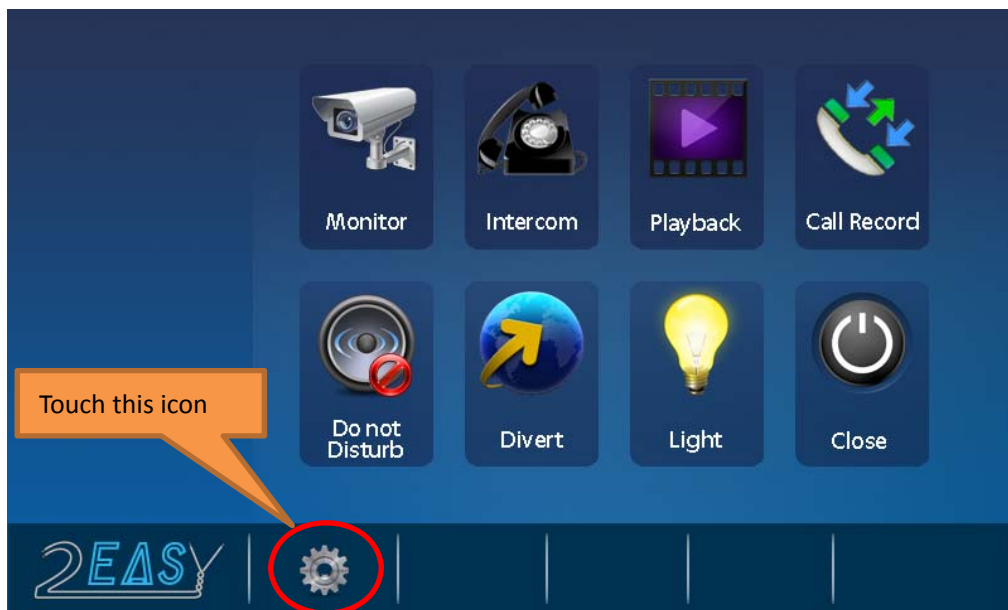 Monitor
Intercom
Playback
Call Record
Do not
Disturb
Divert
Light
Close
Touch this icon
2EASY